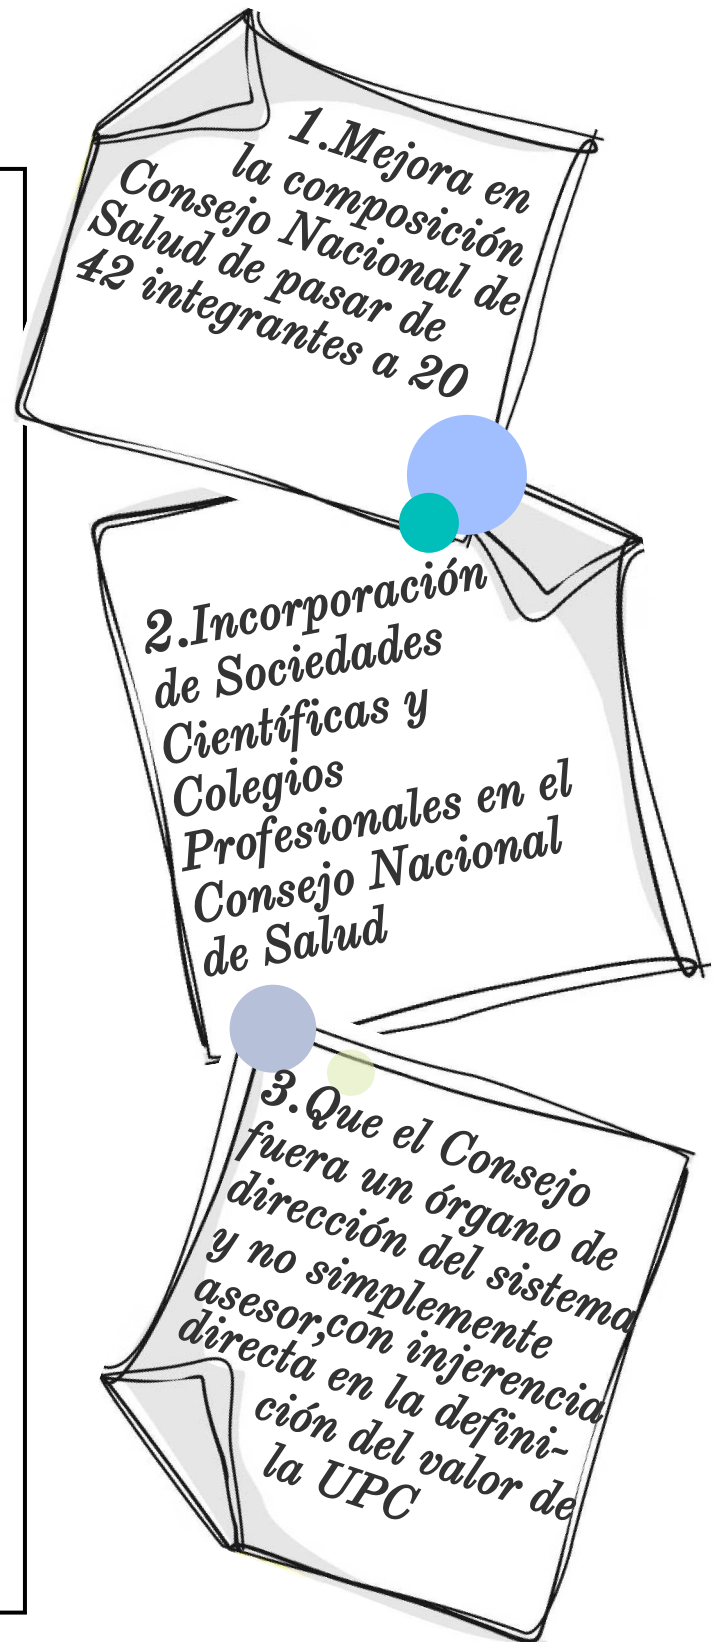 1.Mejora en
la composición
Consejo Nacional de
Salud de pasar de
42 integrantes a 20
2.Incorporación
de Sociedades
Científicas y
Colegios
Profesionales en el
Consejo Nacional
de Salud
3.Que el Consejo
fuera un órgano de
dirección del sistema
y no simplemente
asesor,con injerencia
directa en la defini-
ción del valor de
la UPC